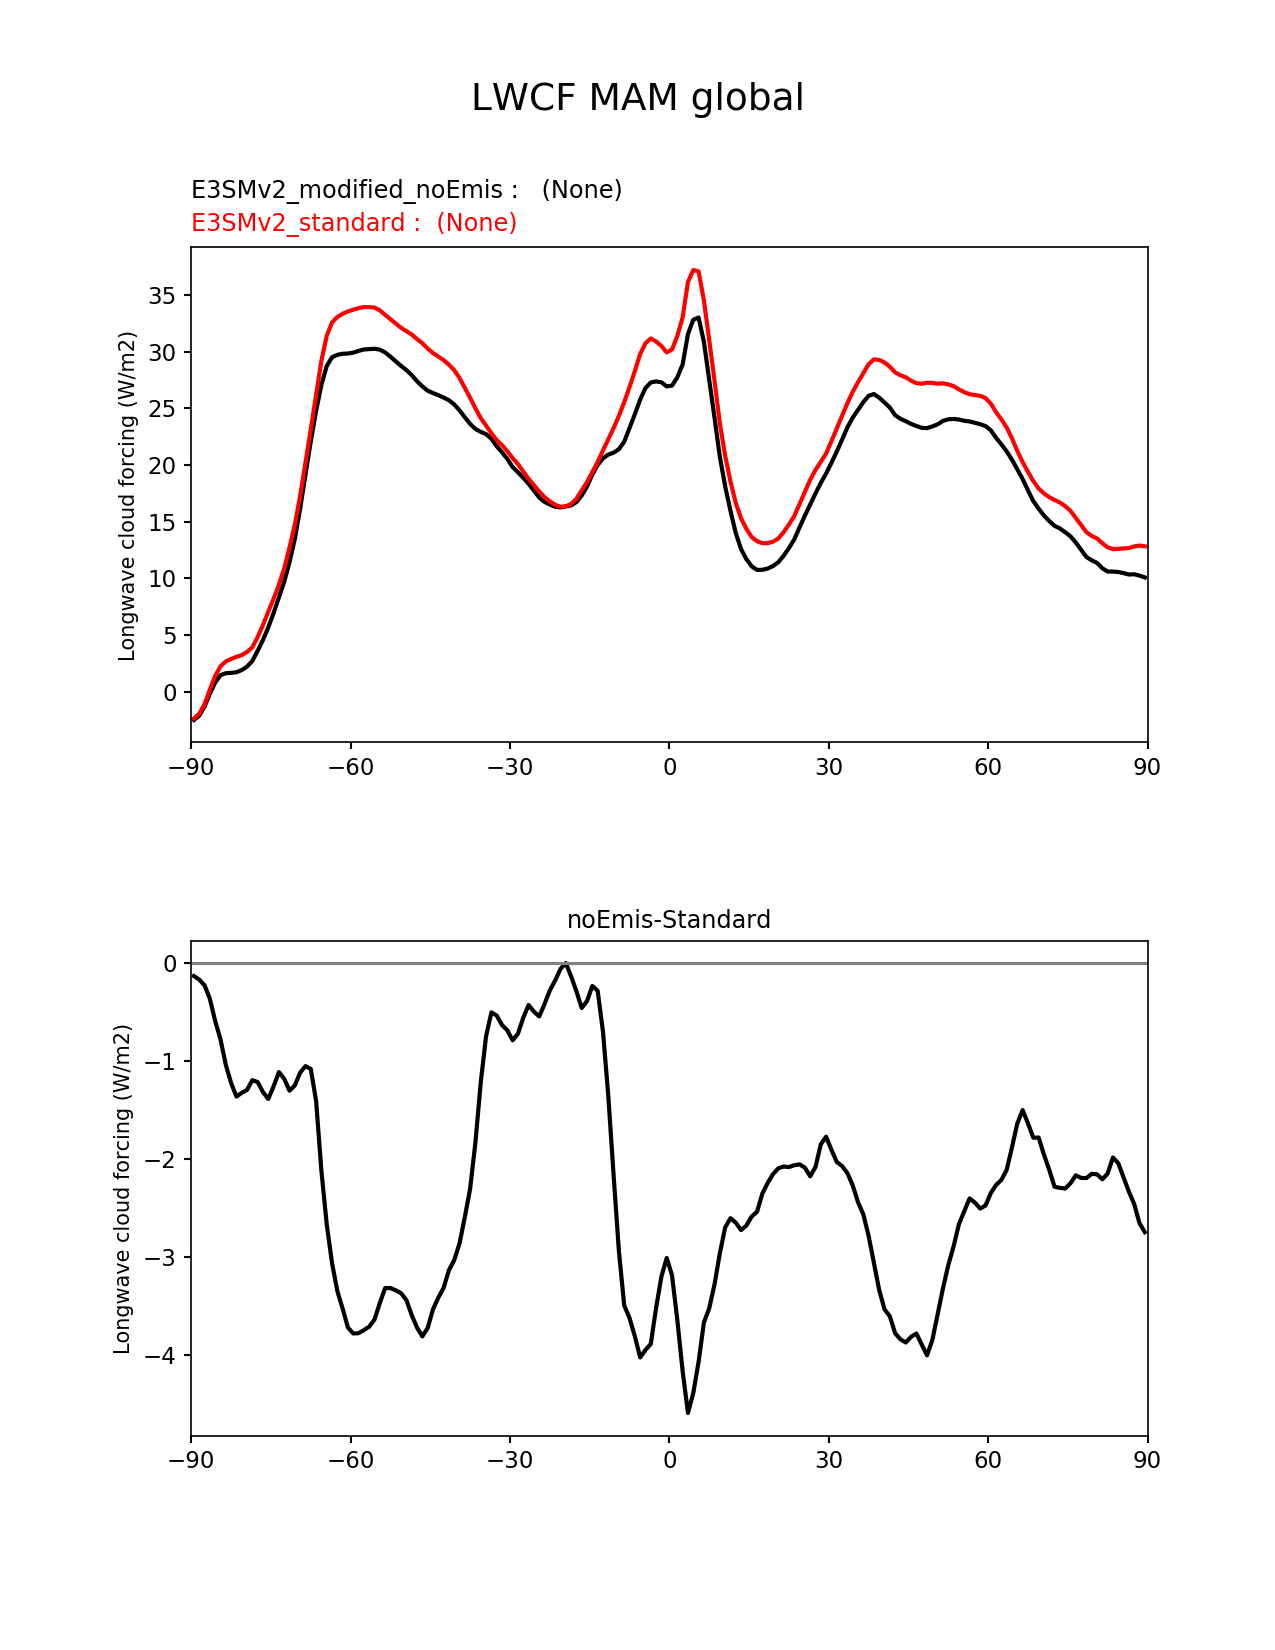 LWCF MAM global
E3SMv2_modified_noEmis :   (None)
E3SMv2_standard :  (None)
Longwave cloud forcing (W/m2)
35
30
25
20
15
10
5
0
−90 −60 −30 0 30 60 90
noEmis-Standard
Longwave cloud forcing (W/m2)
0
−1
−2
−3
−4
−90 −60 −30 0 30 60 90